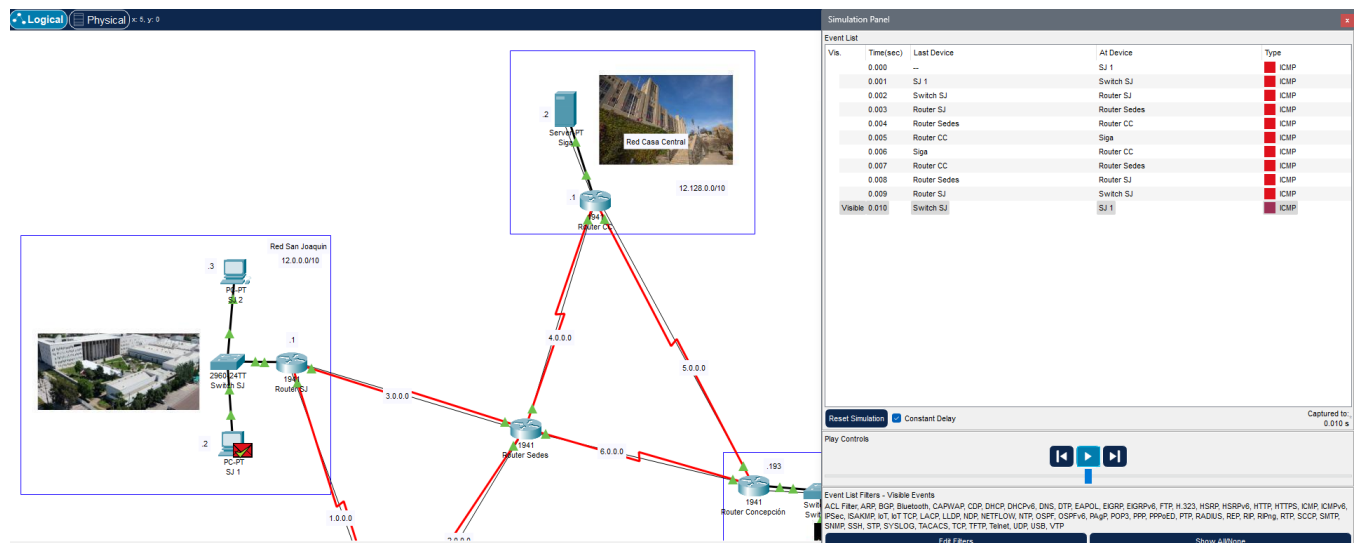 Logical Physical x: 5, y: 0
.2
Server-PT
Siga
Red Casa Central
12.128.0.0/10
.1
1941
Router CC
Red San Joaquin
12.0.0.0/10
.3
PC-PT
SJ 2
.1
2960-24TT
Switch SJ
1941
Router SJ
.2
PC-PT
SJ 1
4.0.0.0
5.0.0.0
3.0.0.0
1941
Router Sedes
6.0.0.0
.193
1941
Router Concepción
1.0.0.0
Simulation Panel x
Event List
Vis. Time(sec) Last Device At Device Type
0.000 -- SJ 1 ICMP
0.001 SJ 1 Switch SJ ICMP
0.002 Switch SJ Router SJ ICMP
0.003 Router SJ Router Sedes ICMP
0.004 Router Sedes Router CC ICMP
0.005 Router CC Siga ICMP
0.006 Siga Router CC ICMP
0.007 Router CC Router Sedes ICMP
0.008 Router Sedes Router SJ ICMP
0.009 Router SJ Switch SJ ICMP
Visible 0.010 Switch SJ SJ 1 ICMP
Reset Simulation Constant Delay
Captured to:
0.010 s
Play Controls
Event List Filters - Visible Events
ACL Filter, ARP, BGP, Bluetooth, CAPWAP, CDP, DHCP, DHCPv6, DNS, DTP, EAPOL, EIGRP, EIGRPv6, FTP, H.323, HSRP, HSRPv6, HTTP, HTTPS, ICMP, ICMPv6,
IPSec, ISAKMP, IoT, IoT TCP, LACP, LLDP, NDP, NETFLOW, NTP, OSPF, OSPFv6, PAgP, POP3, PPP, PPPoED, PTP, RADIUS, REP, RIP, RIPng, RTP, SCCP, SMTP,
SNMP, SSH, STP, SYSLOG, TACACS, TCP, TFTP, Telnet, UDP, USB, VTP
Edit Filters Show All/None